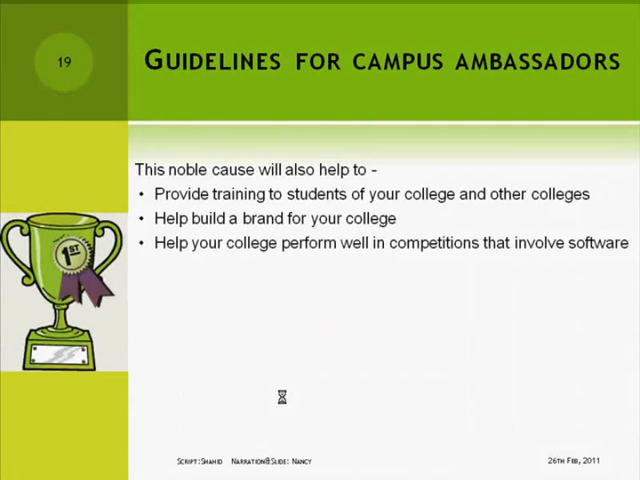 19
GUIDELINES FOR CAMPUS AMBASSADORS
This noble cause will also help to -
• Provide training to students of your college and other colleges
• Help build a brand for your college
• Help your college perform well in competitions that involve software
1ST
SCRIPT:SHAHID NARRATION&SLIDE: NANCY
26TH FEB, 2011